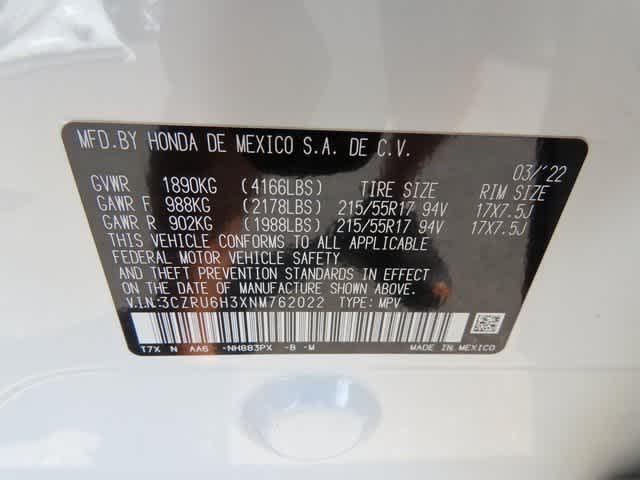 MFD.BY HONDA DE MEXICO S.A. DE C.V.
03/'22
GVWR 1890KG (4166LBS) TIRE SIZE RIM SIZE
GAWR F 988KG (2178LBS) 215/55R17 94V 17X7.5J
GAWR R 902KG (1988LBS) 215/55R17 94V 17X7.5J
THIS VEHICLE CONFORMS TO ALL APPLICABLE
FEDERAL MOTOR VEHICLE SAFETY
AND THEFT PREVENTION STANDARDS IN EFFECT
ON THE DATE OF MANUFACTURE SHOWN ABOVE.
V.I.N:3CZRU6H3XNM762022 TYPE: MPV
T7X N AA6 -NH883PX -B -M MADE IN MEXICO